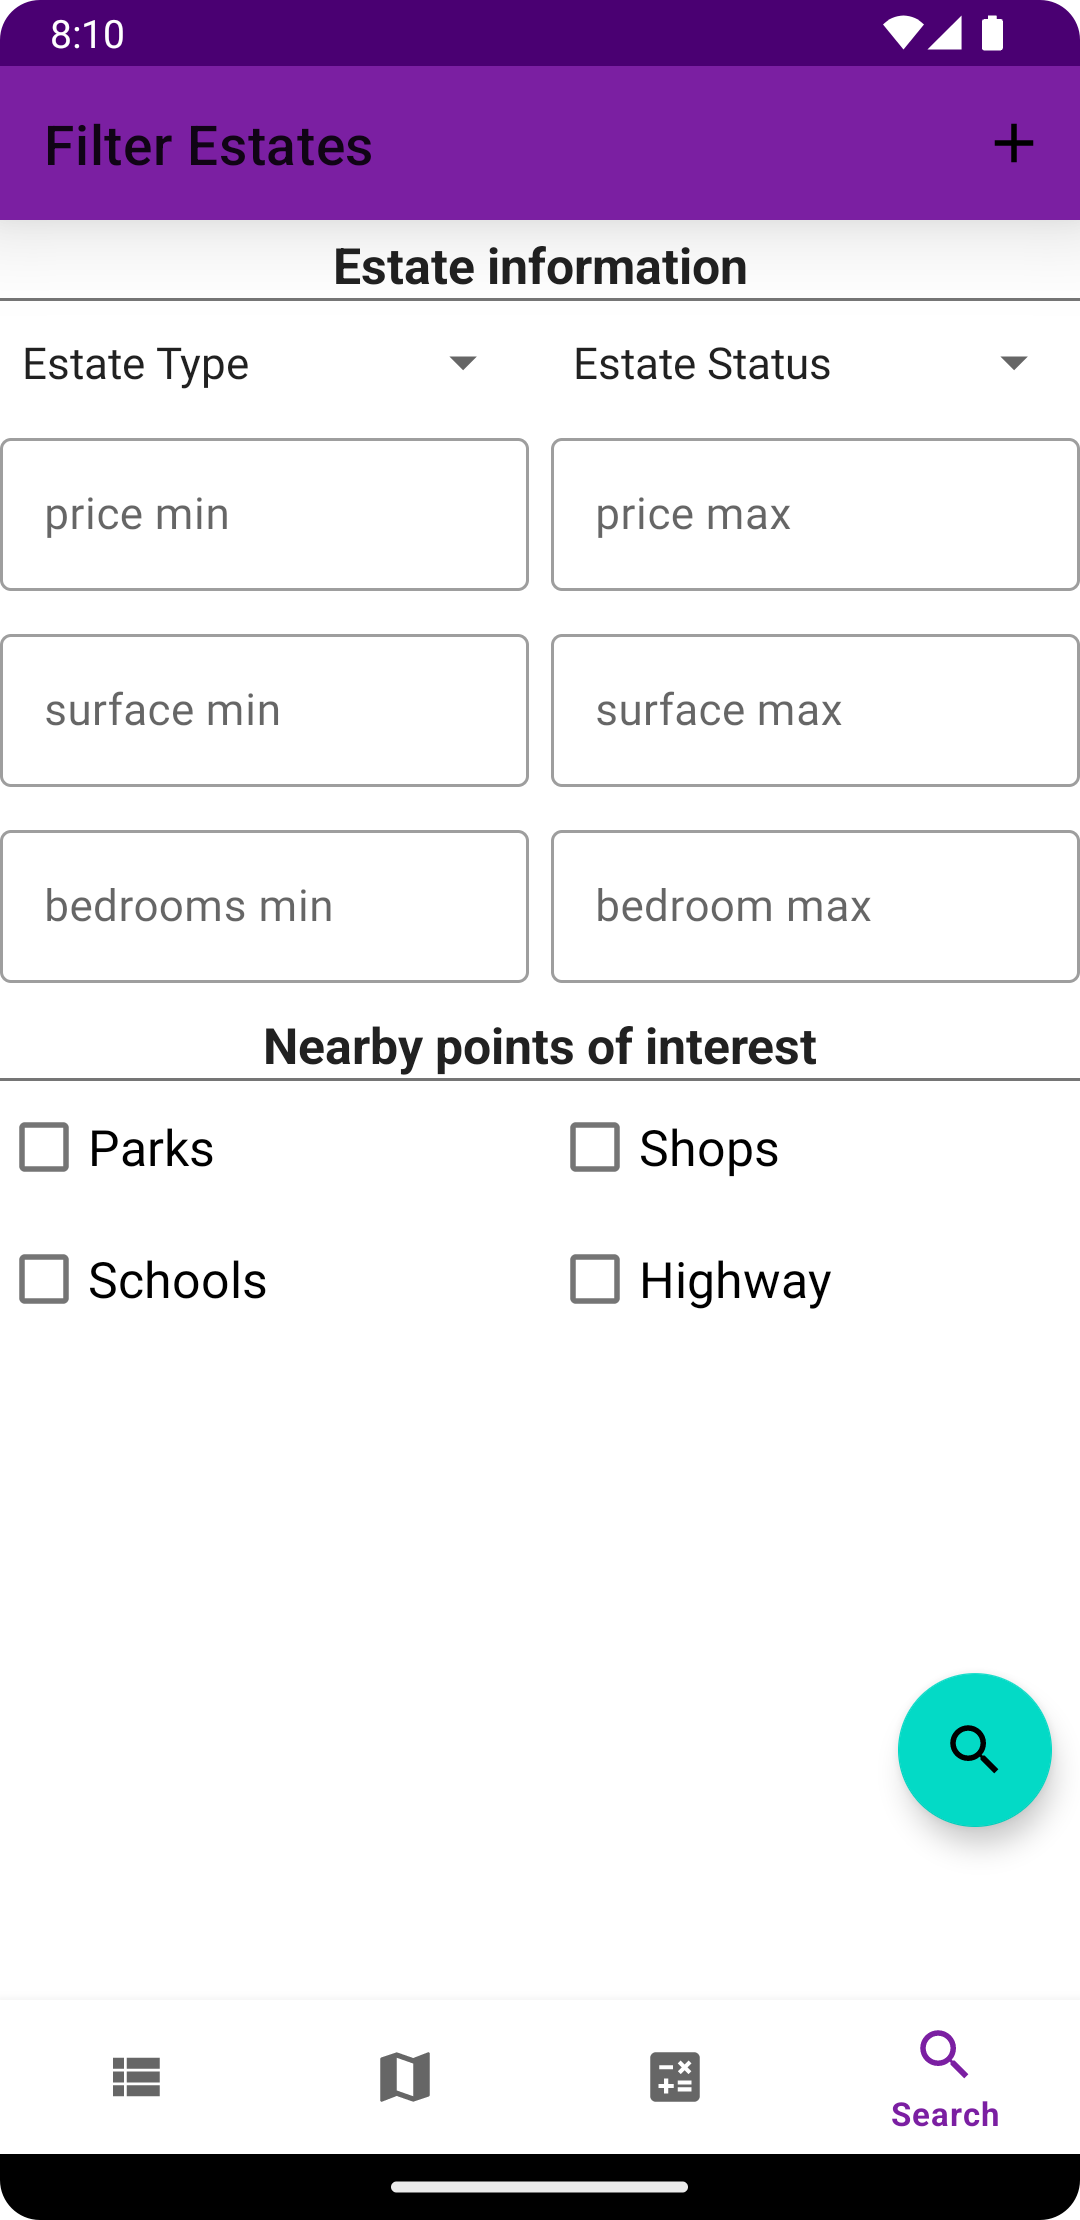 8:10
Filter Estates
Estate information
Estate Type
Estate Status
price min
price max
surface min
surface max
bedrooms min
bedroom max
Nearby points of interest
Parks
Shops
Schools
Highway
Search